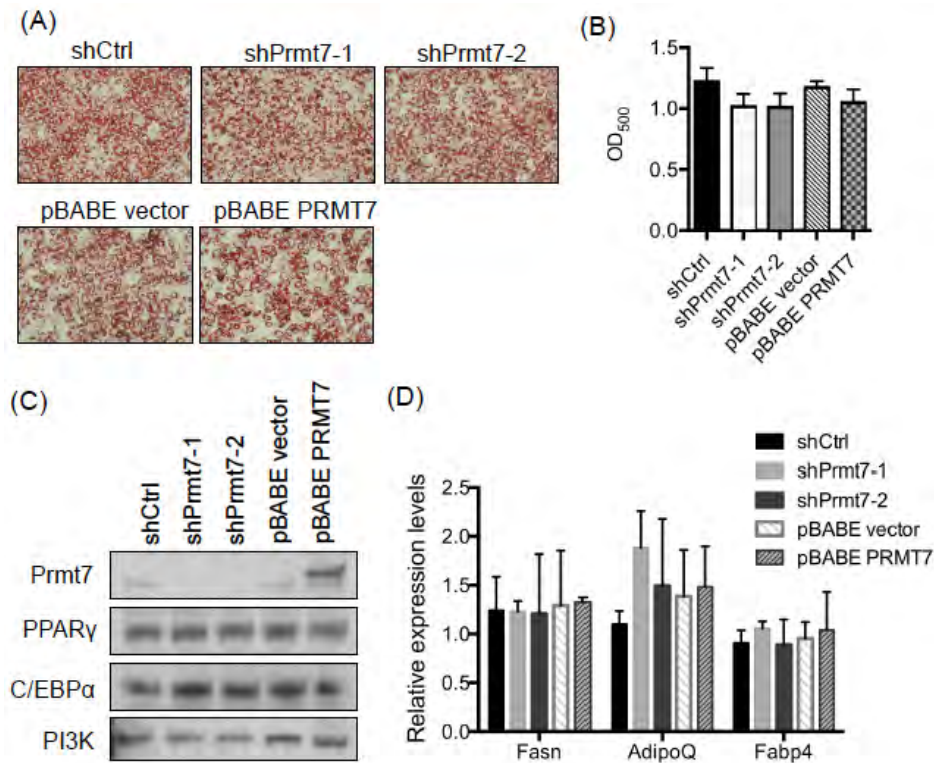 (A)
shCtrl
shPrmt7-1
shPrmt7-2
pBABE vector
pBABE PRMT7
(B)
OD500
1.5
1.0
0.5
0.0
shCtrl
shPrmt7-1
shPrmt7-2
pBABE vector
pBABE PRMT7
(C)
shCtrl
shPrmt7-1
shPrmt7-2
pBABE vector
pBABE PRMT7
Prmt7
PPARγ
C/EBPα
PI3K
(D)
shCtrl
shPrmt7-1
shPrmt7-2
pBABE vector
pBABE PRMT7
Relative expression levels
2.5
2.0
1.5
1.0
0.5
0.0
Fasn
AdipoQ
Fabp4